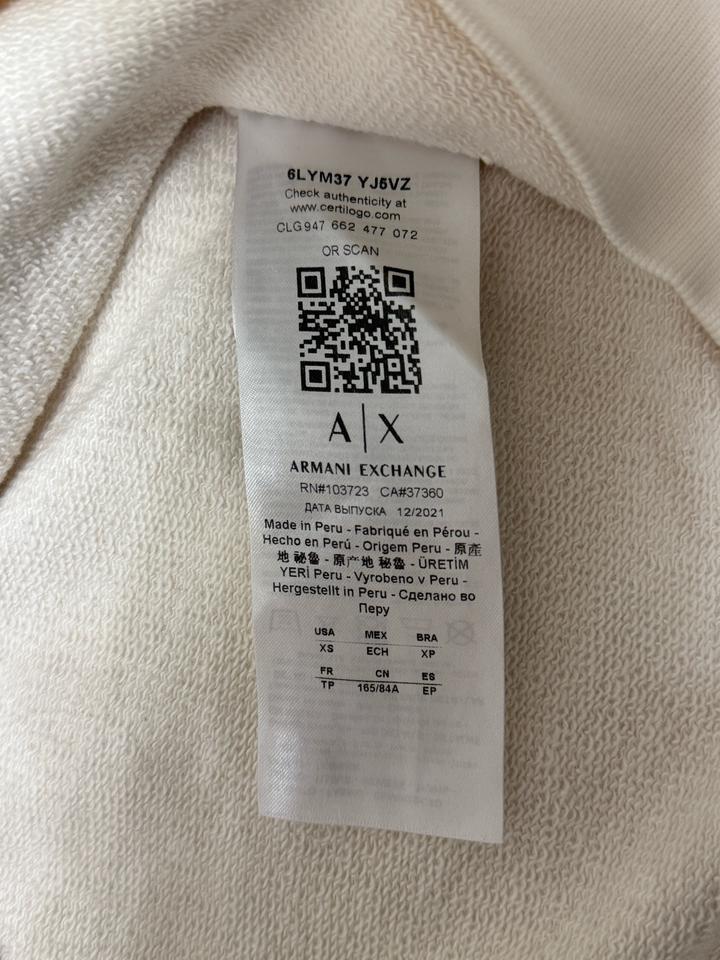 6LYM37 YJ5VZ
Check authenticity at
www.certilogo.com
CLG947 662 477 072
OR SCAN
A|X
ARMANI EXCHANGE
RN#103723 CA#37360
ДАТА ВЫПУСКА 12/2021
Made in Peru - Fabriqué en Pérou -
Hecho en Perú - Origem Peru - 原產
地 祕魯 - 原产地 秘鲁 - ÜRETİM
YERİ Peru - Vyrobeno v Peru -
Hergestellt in Peru - Сделано во
Перу
USA MEX BRA
XS ECH XP
FR CN ES
TP 165/84A EP